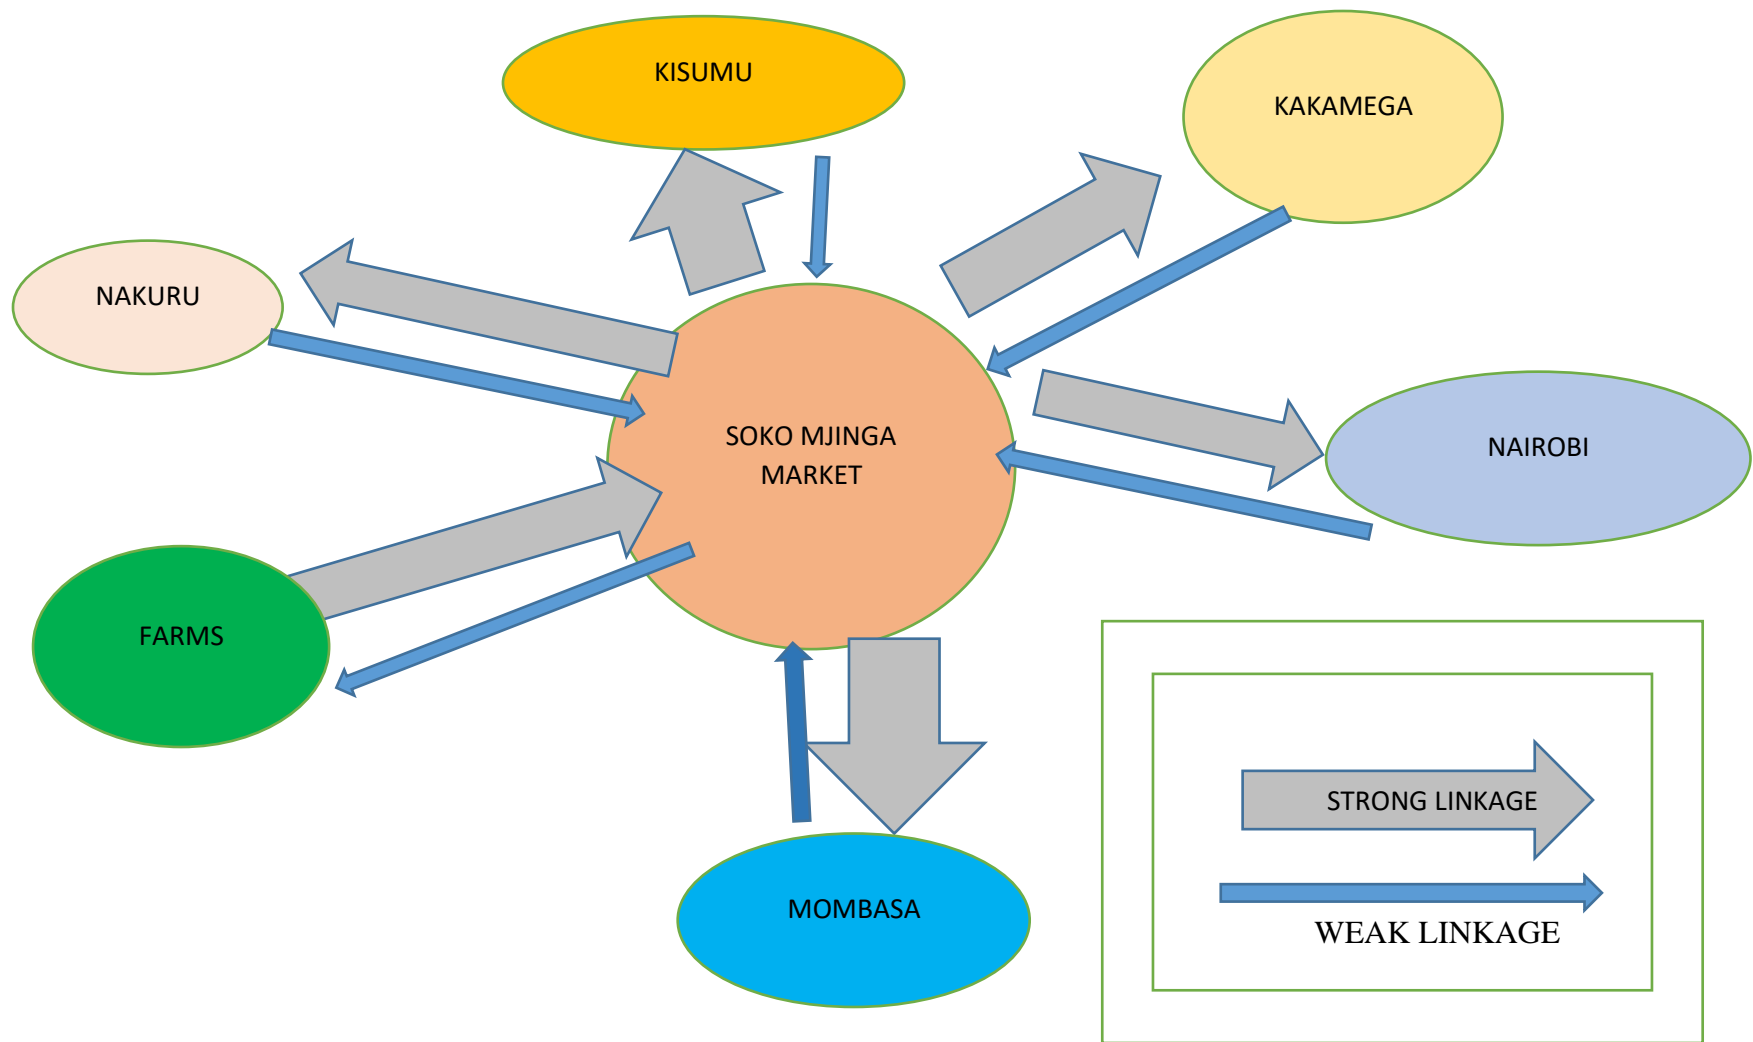 KISUMU
KAKAMEGA
NAKURU
SOKO MJINGA
MARKET
NAIROBI
FARMS
MOMBASA
STRONG LINKAGE
WEAK LINKAGE